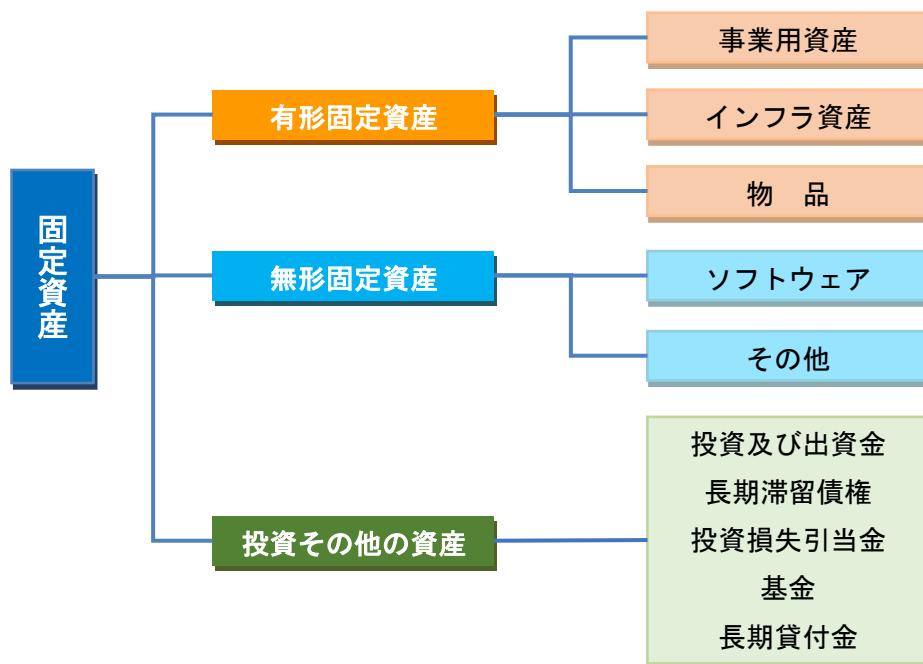 固定資産
有形固定資産
事業用資産
インフラ資産
物　品
無形固定資産
ソフトウェア
その他
投資その他の資産
投資及び出資金
長期滞留債権
投資損失引当金
基金
長期貸付金